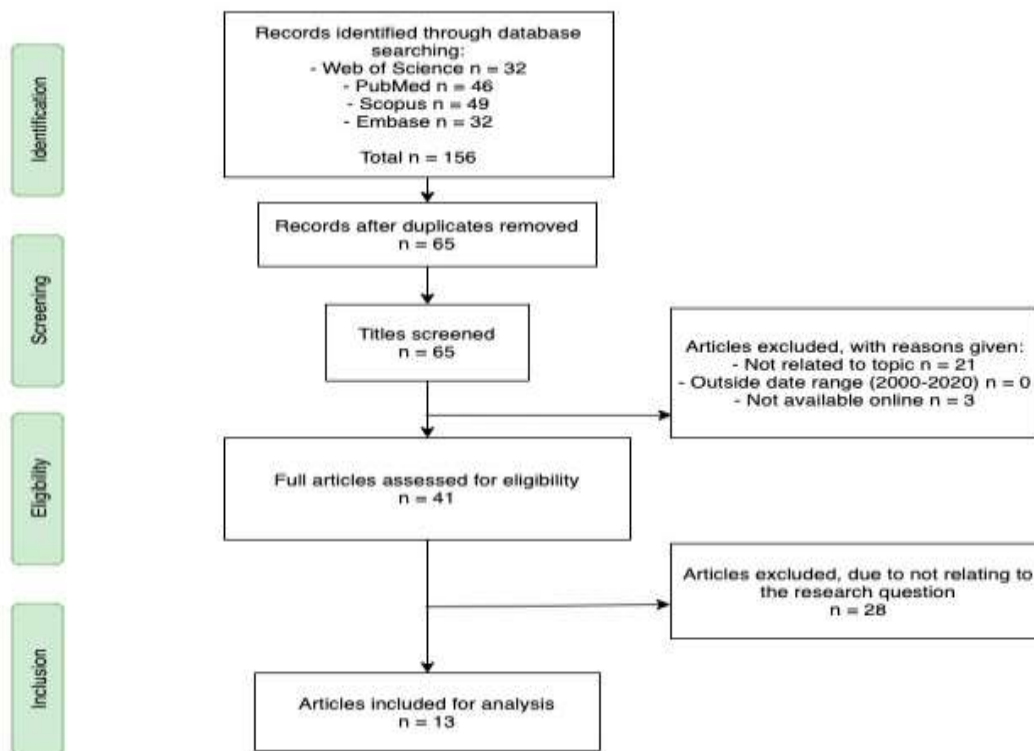 Identification
Records identified through database
searching:
- Web of Science n = 32
- PubMed n = 46
- Scopus n = 49
- Embase n = 32
Total n = 156
Records after duplicates removed
n = 65
Screening
Titles screened
n = 65
Articles excluded, with reasons given:
- Not related to topic n = 21
- Outside date range (2000-2020) n = 0
- Not available online n = 3
Eligibility
Full articles assessed for eligibility
n = 41
Articles excluded, due to not relating to
the research question
n = 28
Inclusion
Articles included for analysis
n = 13